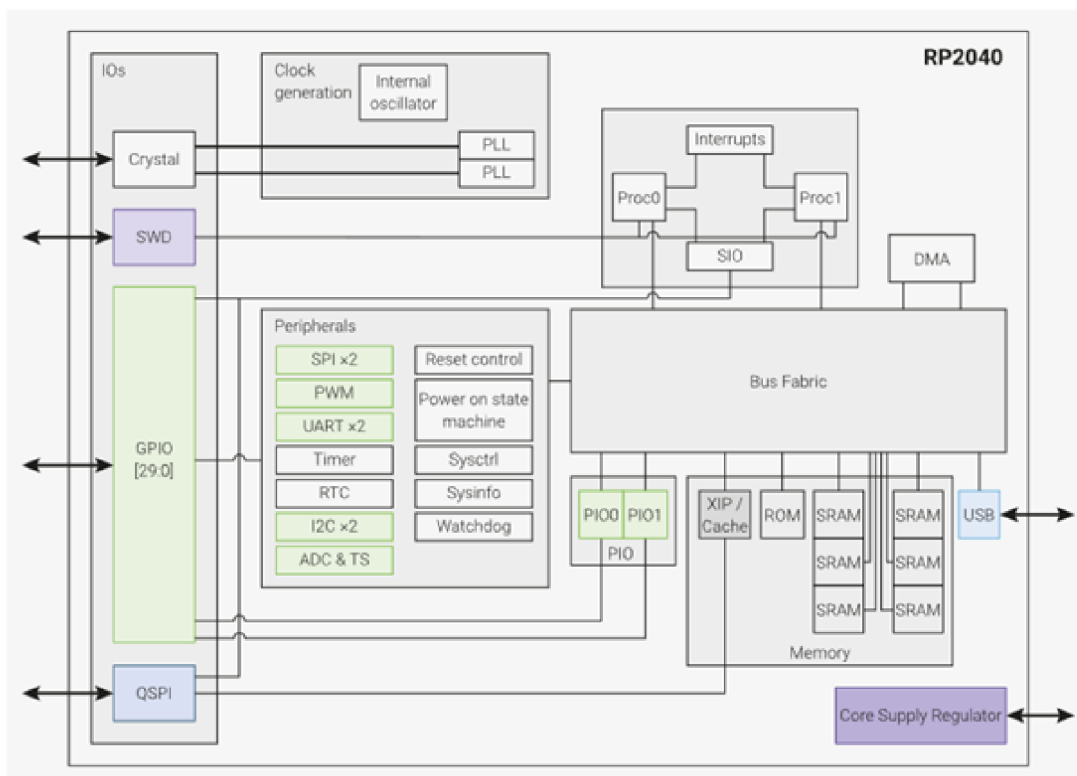 RP2040
IOs
Clock
generation
Internal
oscillator
Crystal
PLL
PLL
Interrupts
Proc0
Proc1
SWD
SIO
DMA
GPIO
[29:0]
Peripherals
SPI ×2
PWM
UART ×2
Timer
RTC
I2C ×2
ADC & TS
Reset control
Power on state
machine
Sysctrl
Sysinfo
Watchdog
Bus Fabric
PIO0
PIO1
PIO
XIP /
Cache
ROM
SRAM
SRAM
SRAM
SRAM
SRAM
SRAM
Memory
USB
QSPI
Core Supply Regulator